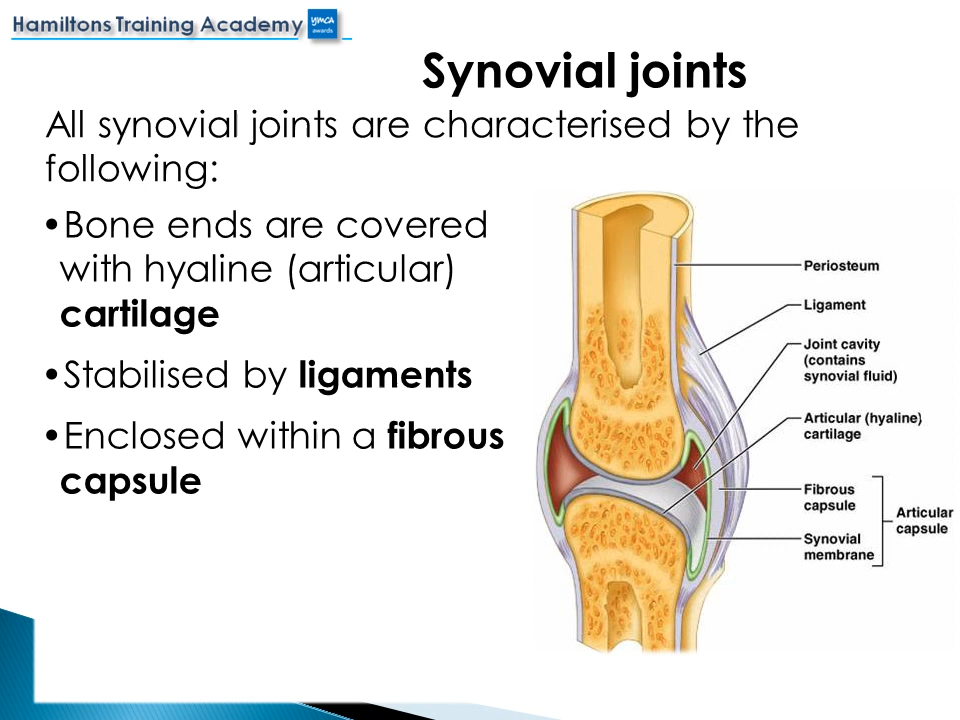 Hamiltons Training Academy
YMCA
awards
Synovial joints
All synovial joints are characterised by the
following:
•Bone ends are covered
with hyaline (articular)
cartilage
•Stabilised by ligaments
•Enclosed within a fibrous
capsule
Periosteum
Ligament
Joint cavity
(contains
synovial fluid)
Articular (hyaline)
cartilage
Fibrous
capsule
Articular
capsule
Synovial
membrane